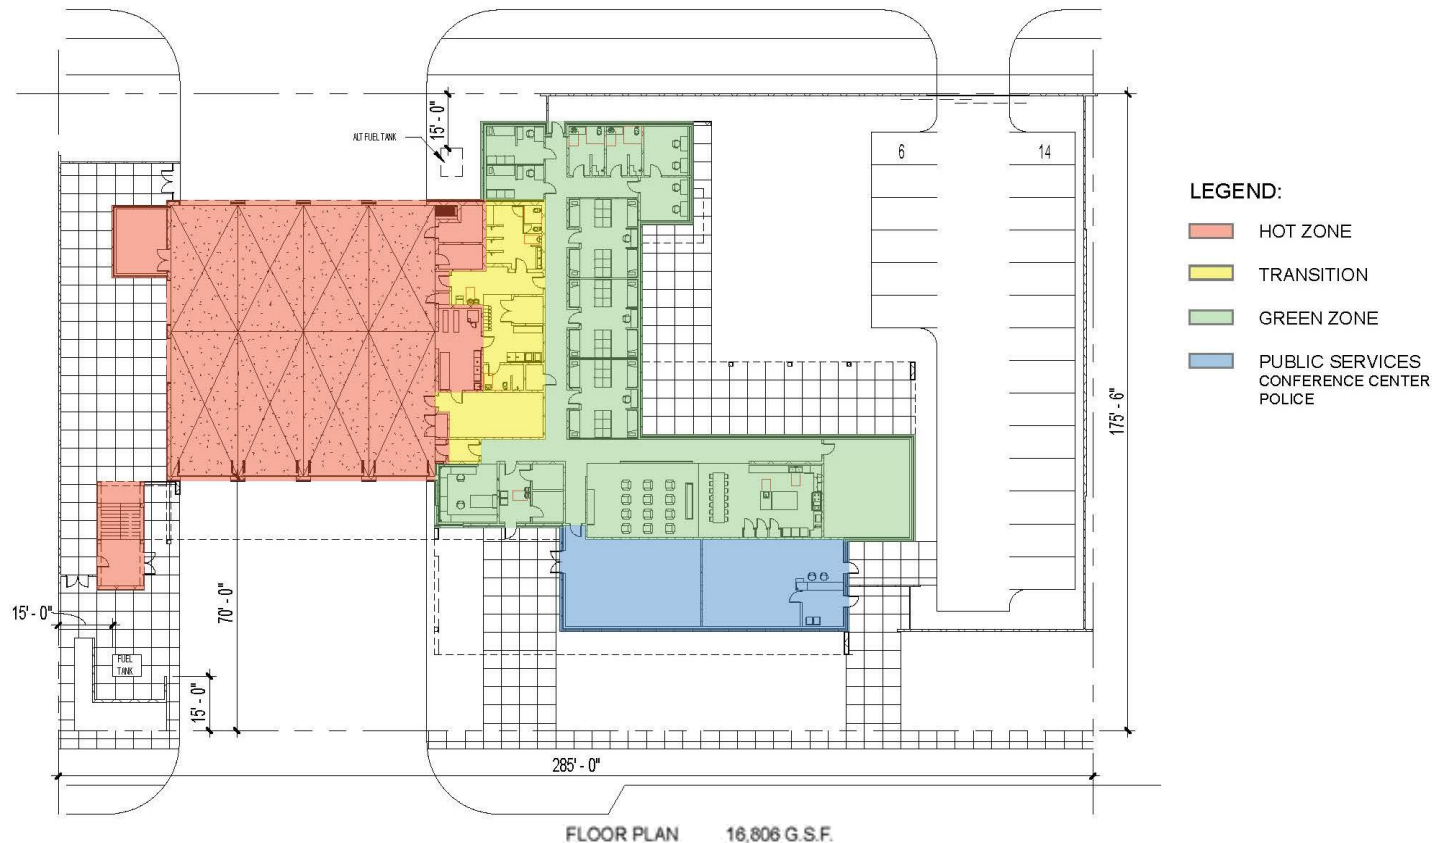 15' - 0"
ALT FUEL TANK
6
14
LEGEND:
HOT ZONE
TRANSITION
GREEN ZONE
PUBLIC SERVICES
CONFERENCE CENTER
POLICE
175' - 6"
15' - 0"
70' - 0"
FUEL
TANK
15' - 0"
285' - 0"
FLOOR PLAN 16,806 G.S.F.